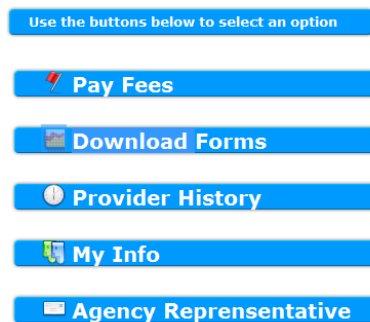 Use the buttons below to select an option
Pay Fees
Download Forms
Provider History
My Info
Agency Reprensentative